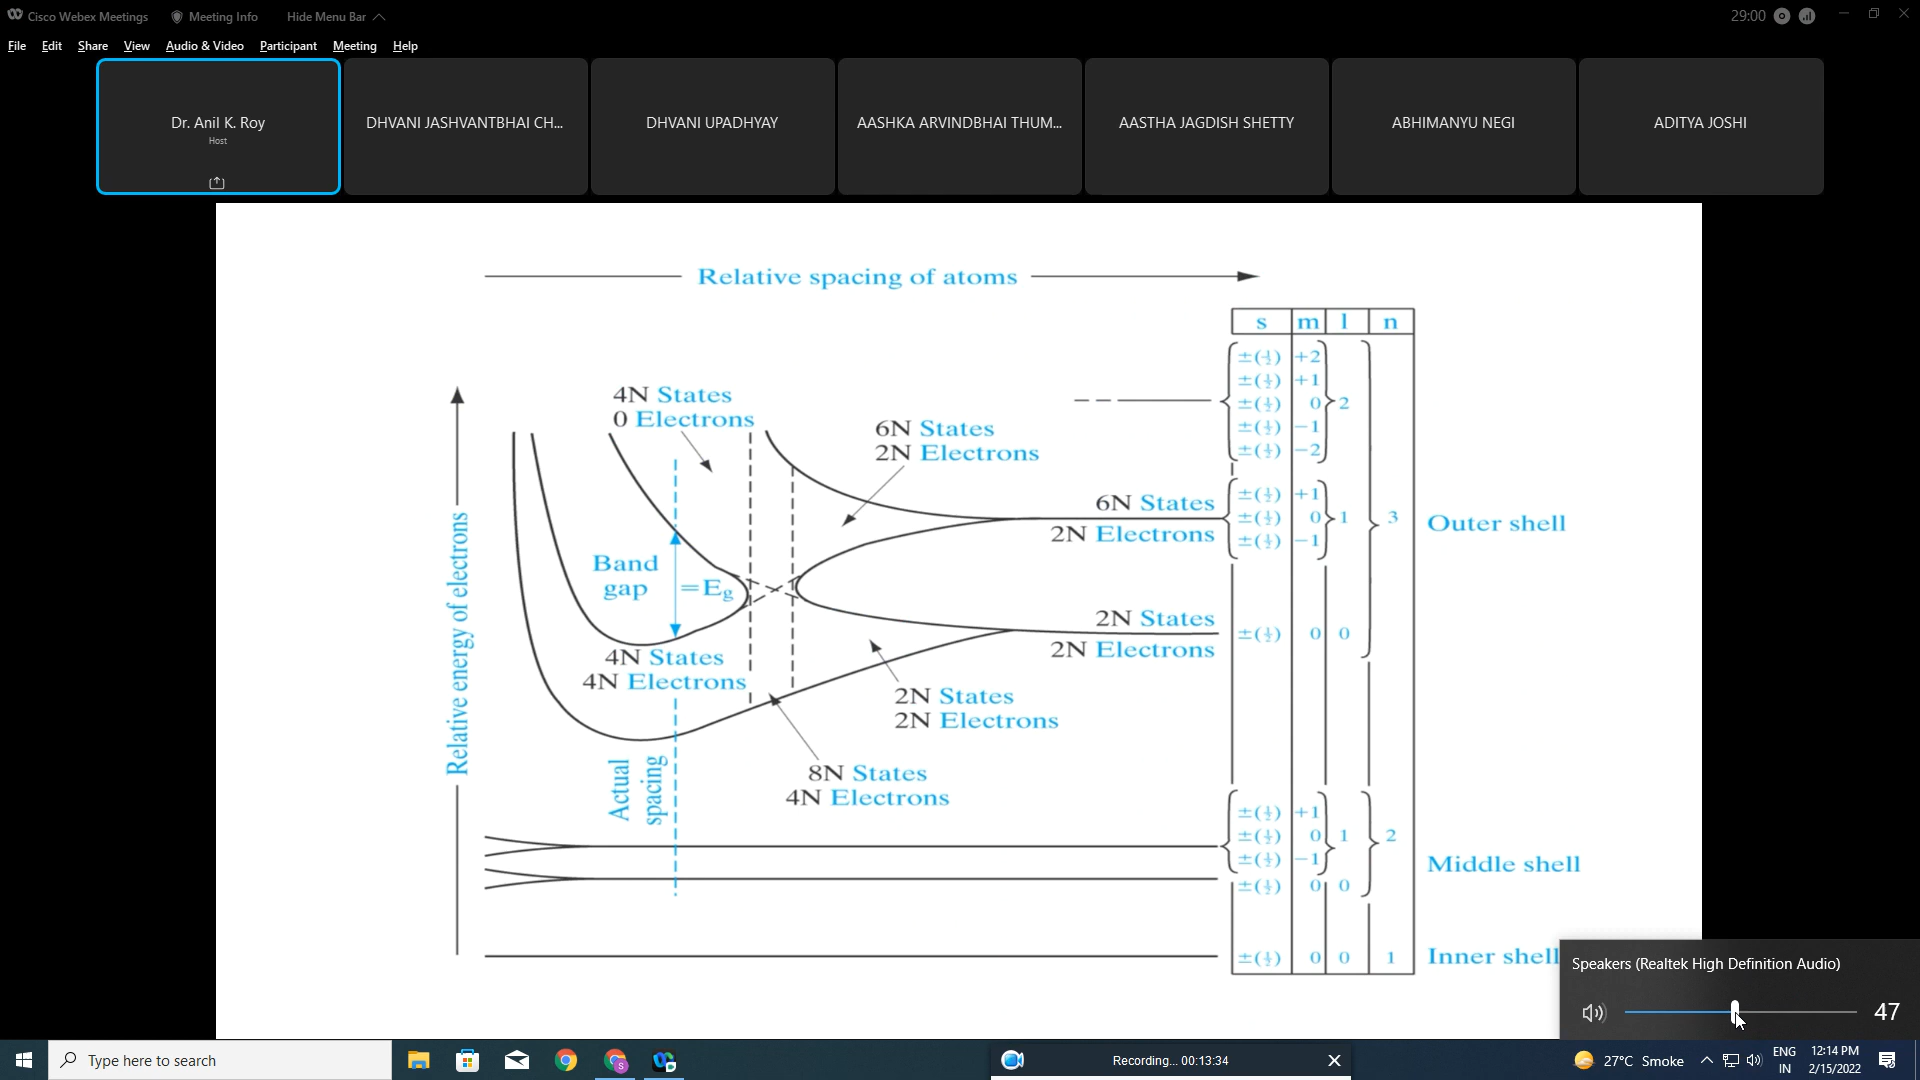 Cisco Webex Meetings Meeting Info Hide Menu Bar 29:00
File Edit Share View Audio & Video Participant Meeting Help
Dr. Anil K. Roy
Host
DHVANI JASHVANTBHAI CH...
DHVANI UPADHYAY
AASHKA ARVINDBHAI THUM...
AASTHA JAGDISH SHETTY
ABHIMANYU NEGI
ADITYA JOSHI
Relative spacing of atoms
s m l n
±(½) +2
±(½) +1
±(½) 0 2
±(½) −1
±(½) −2
4N States
0 Electrons
6N States
2N Electrons
6N States
2N Electrons
±(½) +1
±(½) 0 1 3
±(½) −1
Outer shell
Relative energy of electrons
Band
gap
=Eg
4N States
4N Electrons
2N States
2N Electrons
±(½) 0 0
2N States
2N Electrons
8N States
4N Electrons
Actual
spacing
±(½) +1
±(½) 0 1 2
±(½) −1
±(½) 0 0
Middle shell
±(½) 0 0 1
Inner shell
Speakers (Realtek High Definition Audio)
47
Type here to search
Recording... 00:13:34
27°C Smoke
ENG
IN
12:14 PM
2/15/2022